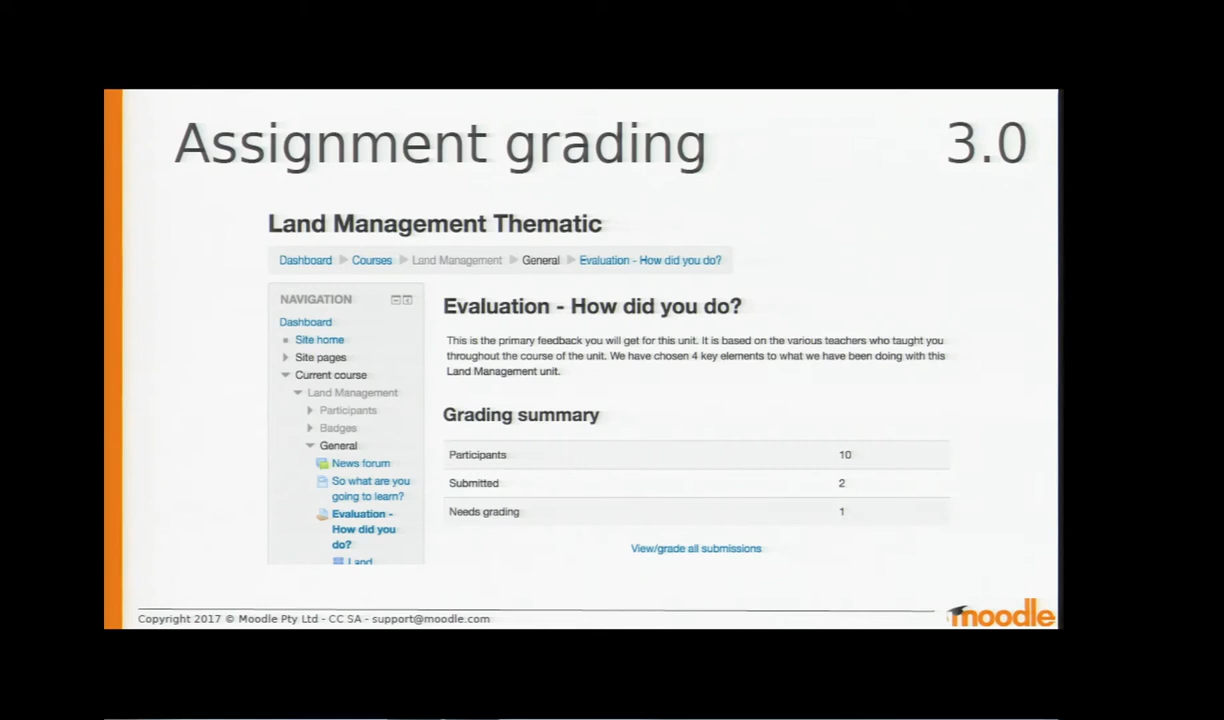 Assignment grading 3.0
Land Management Thematic
Dashboard Courses Land Management General Evaluation - How did you do?
NAVIGATION
Dashboard
Site home
Site pages
Current course
Land Management
Participants
Badges
General
News forum
So what are you
going to learn?
Evaluation -
How did you
do?
Land
Evaluation - How did you do?
This is the primary feedback you will get for this unit. It is based on the various teachers who taught you
throughout the course of the unit. We have chosen 4 key elements to what we have been doing with this
Land Management unit.
Grading summary
Participants 10
Submitted 2
Needs grading 1
View/grade all submissions
Copyright 2017 © Moodle Pty Ltd - CC SA - support@moodle.com
moodle